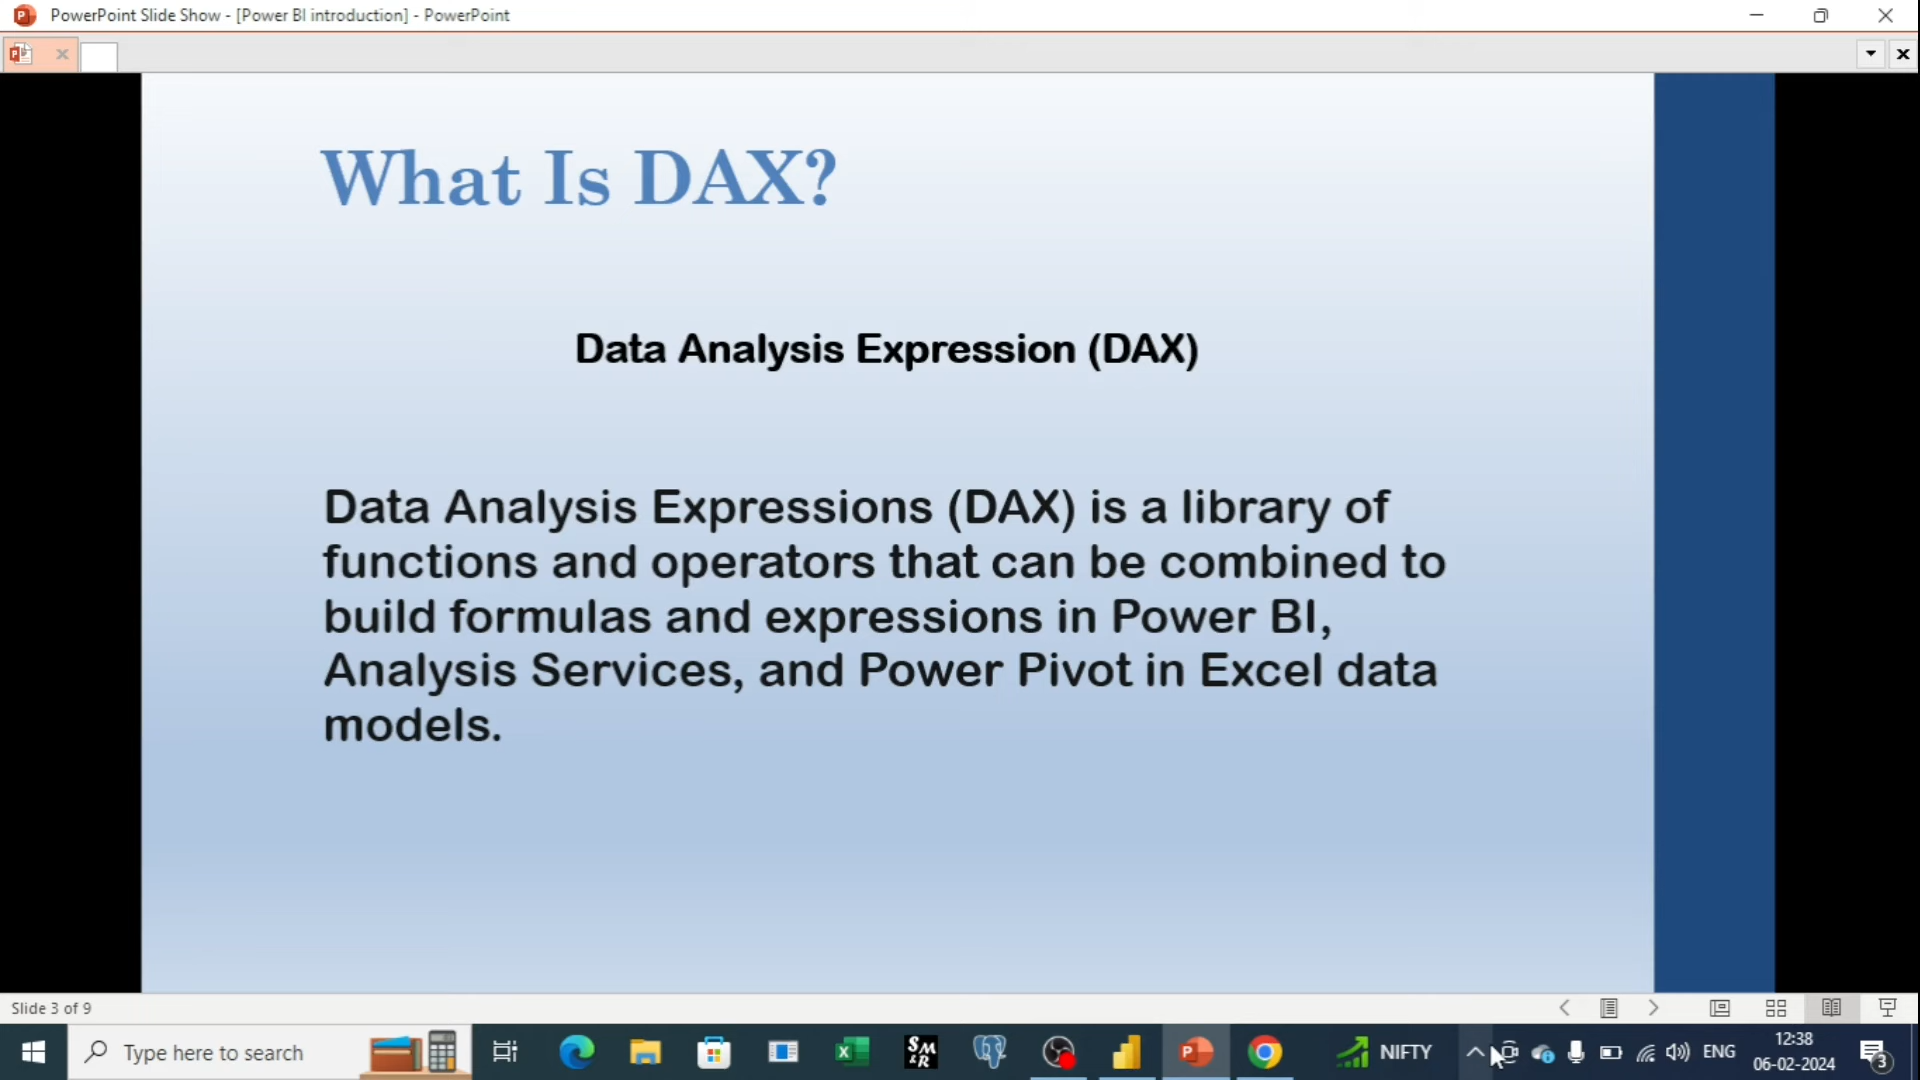 PowerPoint Slide Show - [Power BI introduction] - PowerPoint
What Is DAX?
Data Analysis Expression (DAX)
Data Analysis Expressions (DAX) is a library of
functions and operators that can be combined to
build formulas and expressions in Power BI,
Analysis Services, and Power Pivot in Excel data
models.
Slide 3 of 9
Type here to search
SM
&R
NIFTY
ENG
12:38
06-02-2024
3